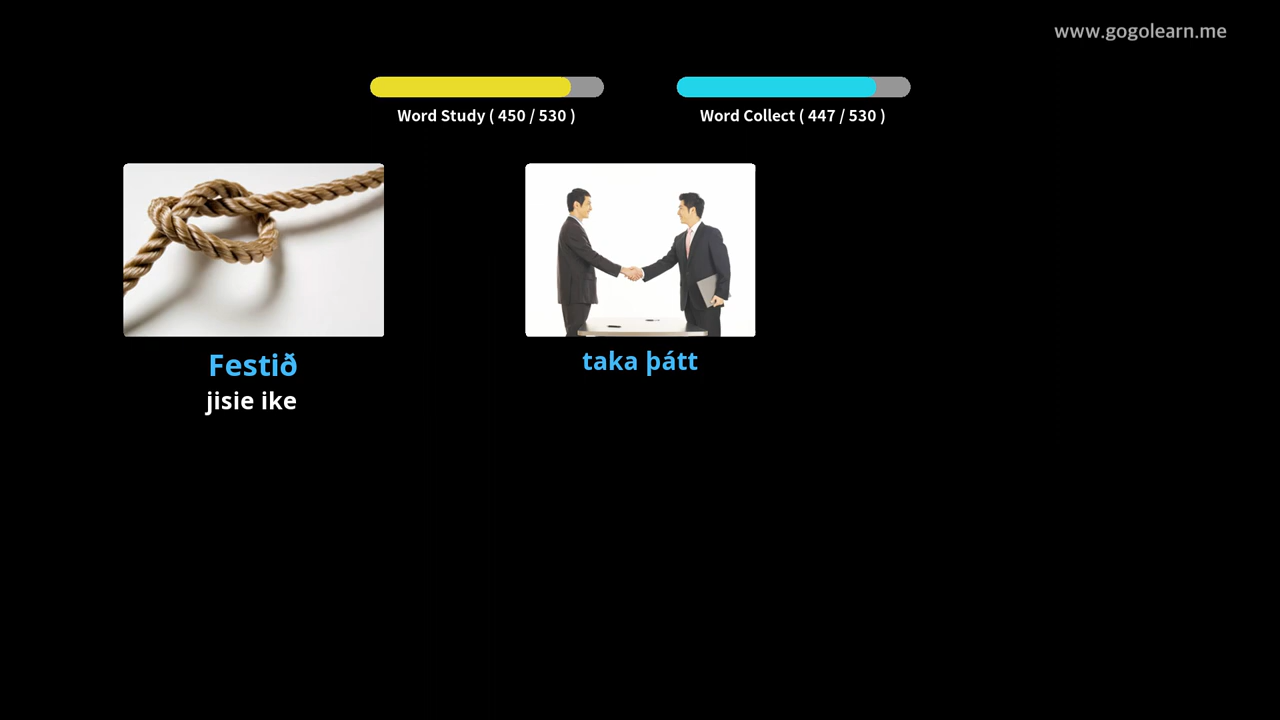 www.gogolearn.me
Word Study ( 450 / 530 )
Word Collect ( 447 / 530 )
Festið
jisie ike
taka þátt